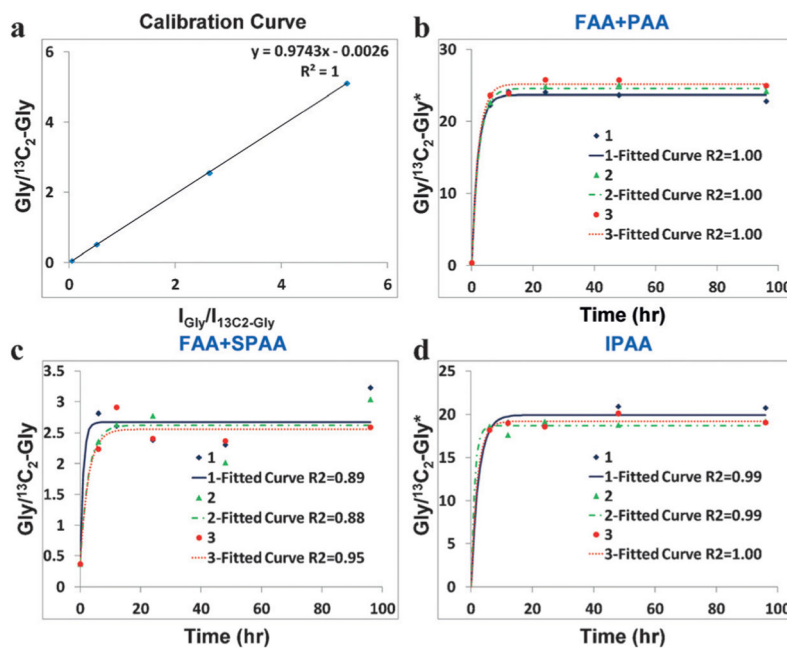 a
Calibration Curve
y = 0.9743x - 0.0026
R² = 1
Gly/¹³C₂-Gly
6
4
2
0
0
2
4
6
I_Gly/I_13C2-Gly
b
FAA+PAA
Gly/¹³C₂-Gly*
30
20
10
0
0
20
40
60
80
100
Time (hr)
1
1-Fitted Curve R2=1.00
2
2-Fitted Curve R2=1.00
3
3-Fitted Curve R2=1.00
c
FAA+SPAA
Gly/¹³C₂-Gly*
3.5
3
2.5
2
1.5
1
0.5
0
0
20
40
60
80
100
Time (hr)
1
1-Fitted Curve R2=0.89
2
2-Fitted Curve R2=0.88
3
3-Fitted Curve R2=0.95
d
IPAA
Gly/¹³C₂-Gly*
25
20
15
10
5
0
0
20
40
60
80
100
Time (hr)
1
1-Fitted Curve R2=0.99
2
2-Fitted Curve R2=0.99
3
3-Fitted Curve R2=1.00